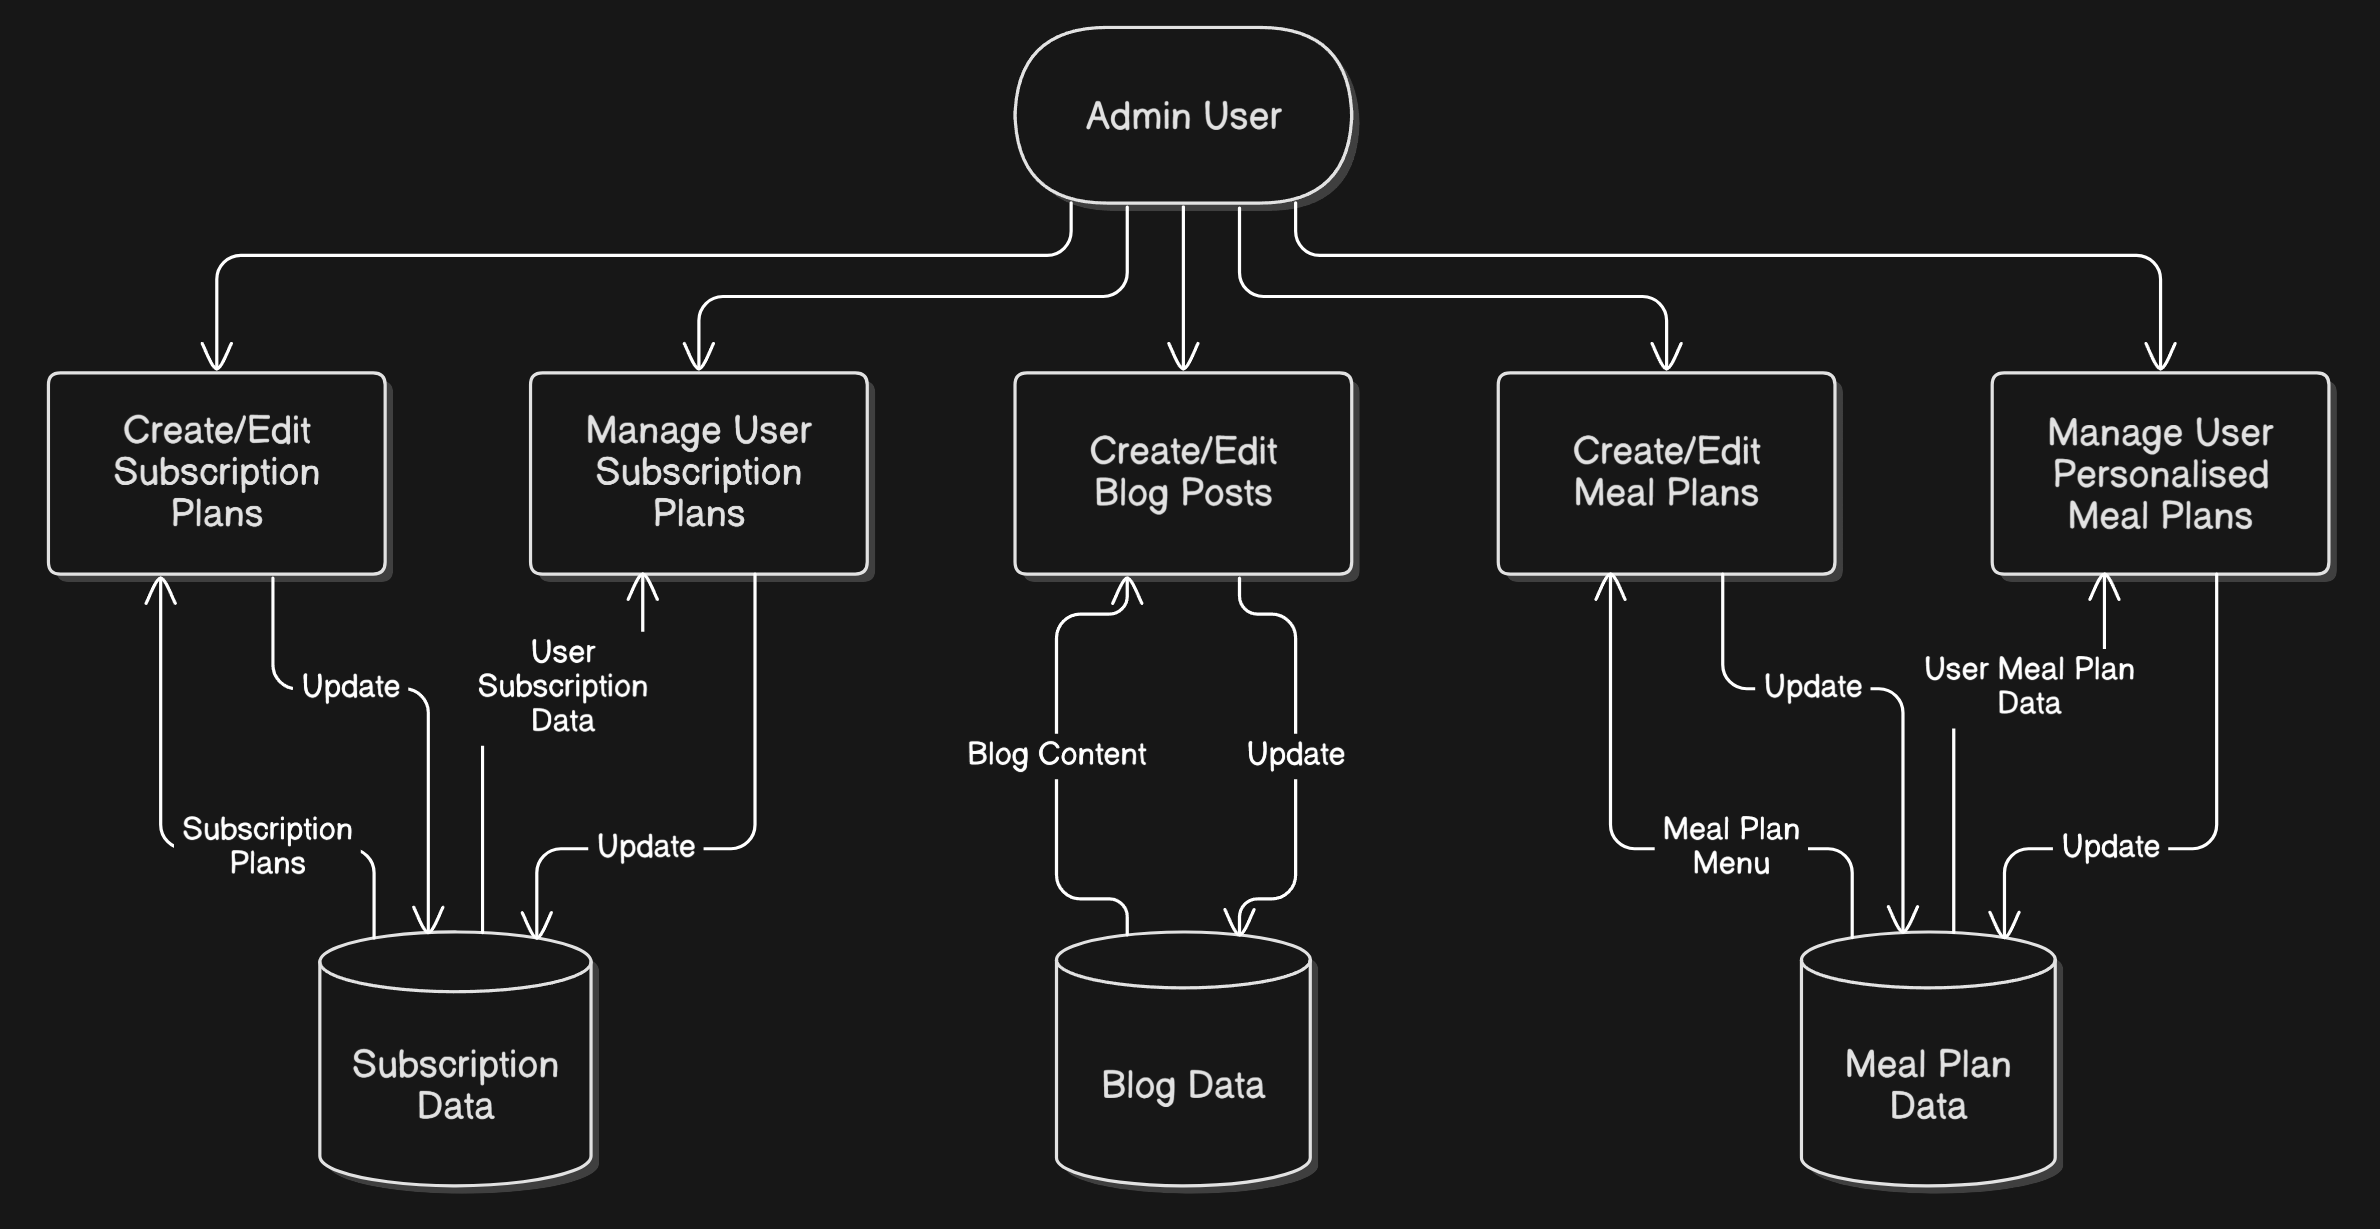 Admin User
Create/Edit
Subscription
Plans
Manage User
Subscription
Plans
Create/Edit
Blog Posts
Create/Edit
Meal Plans
Manage User
Personalised
Meal Plans
Update
User
Subscription
Data
Subscription
Plans
Update
Blog Content
Update
Update
User Meal Plan
Data
Meal Plan
Menu
Update
Subscription
Data
Blog Data
Meal Plan
Data